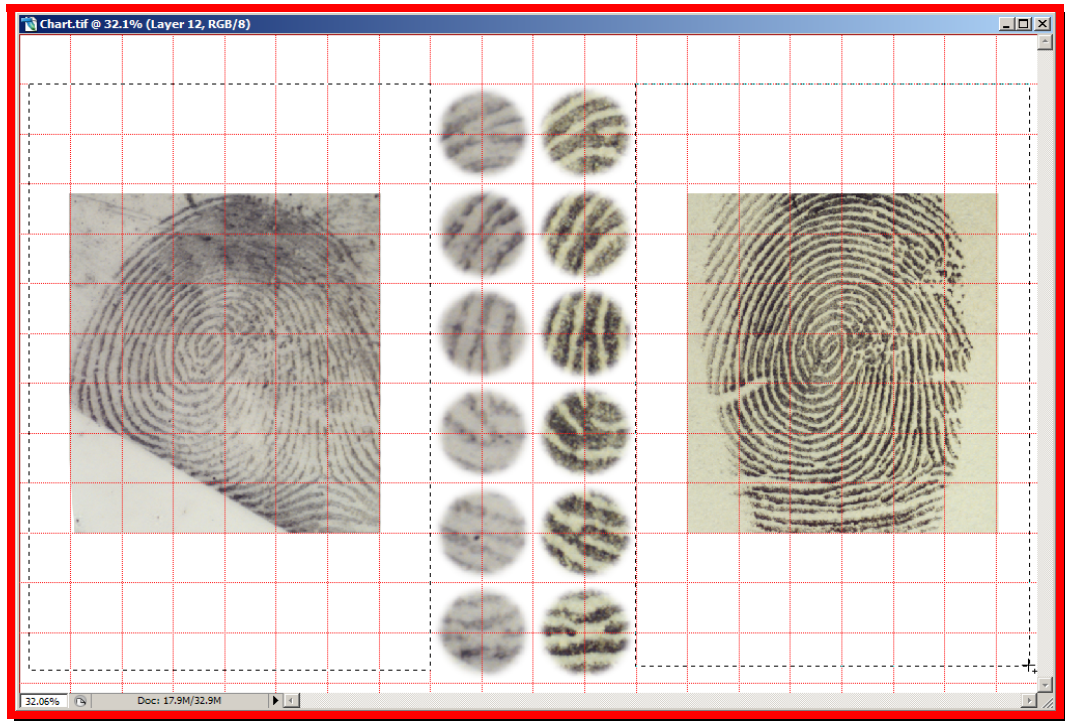 Chart.tif @ 32.1% (Layer 12, RGB/8)
32.06% Doc: 17.9M/32.9M